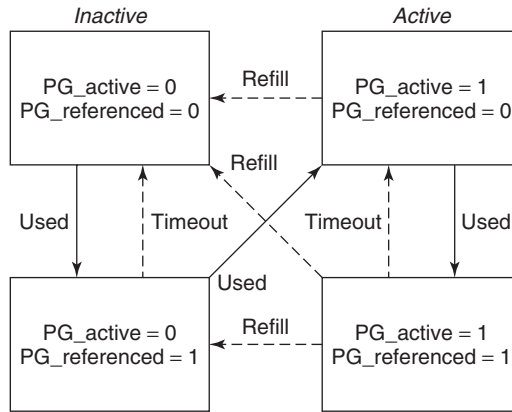 Inactive
Active
PG_active = 0
PG_referenced = 0
Refill
PG_active = 1
PG_referenced = 0
Refill
Used
Timeout
Timeout
Used
Used
PG_active = 0
PG_referenced = 1
Refill
PG_active = 1
PG_referenced = 1